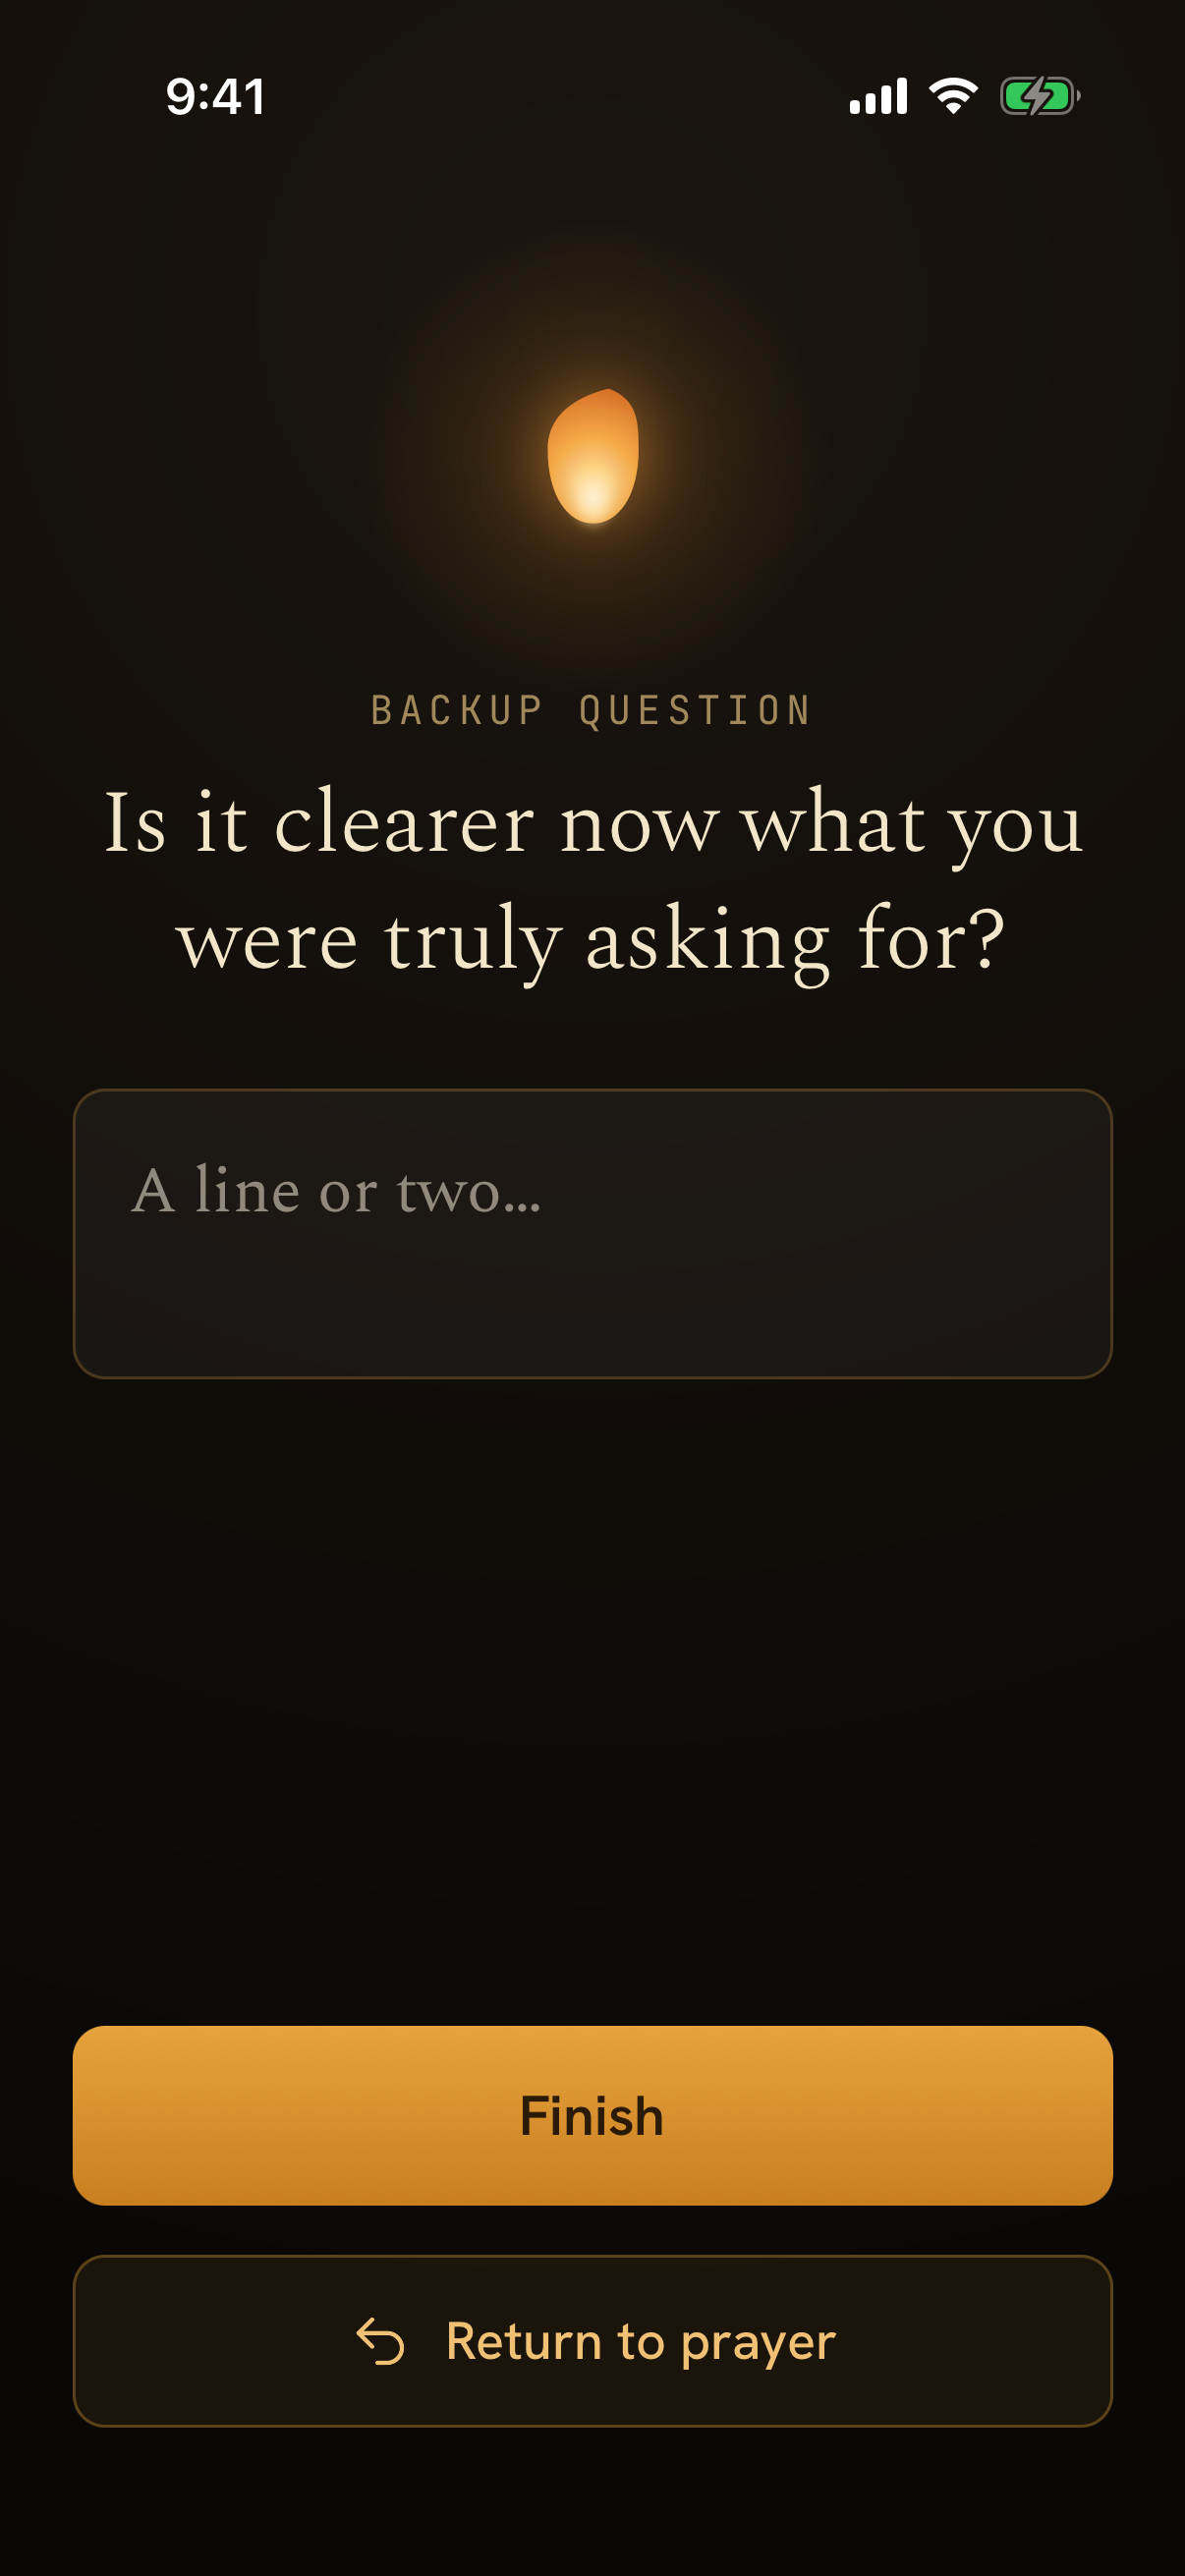 9:41
BACKUP QUESTION
Is it clearer now what you
were truly asking for?
A line or two...
Finish
Return to prayer